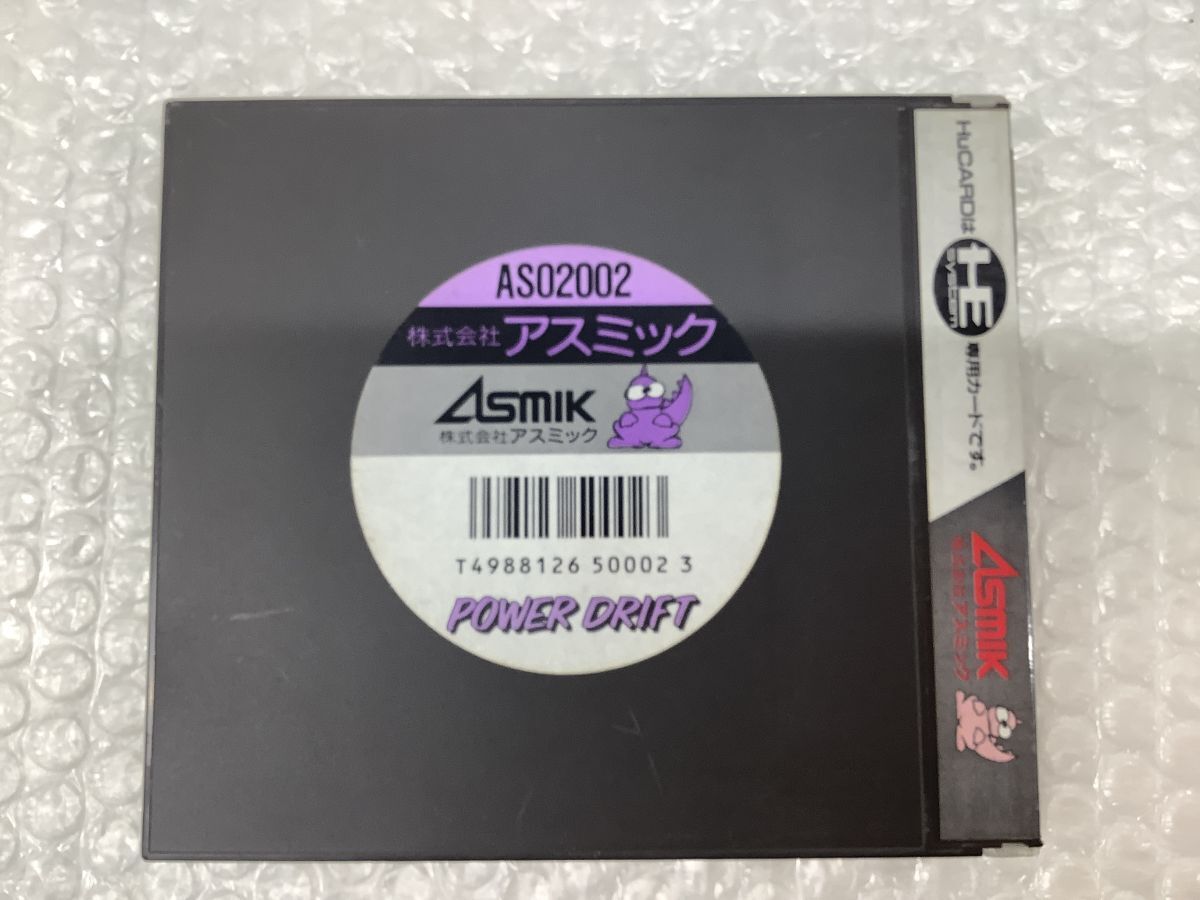 AS02002
株式会社 アスミック
ASMIK
株式会社 アスミック
T4988126 50002 3
POWER DRIFT
HuCARDは
HE
system
専用カードです。
ASMIK
株式会社 アスミック